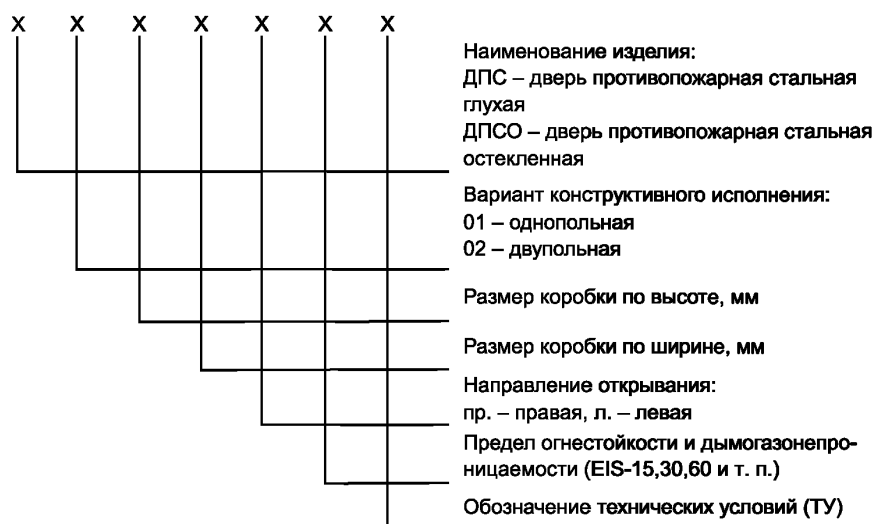 X X X X X X X
Наименование изделия:
ДПС – дверь противопожарная стальная
глухая
ДПСО – дверь противопожарная стальная
остекленная
Вариант конструктивного исполнения:
01 – однопольная
02 – двупольная
Размер коробки по высоте, мм
Размер коробки по ширине, мм
Направление открывания:
пр. – правая, л. – левая
Предел огнестойкости и дымогазонепро-
ницаемости (EIS-15,30,60 и т. п.)
Обозначение технических условий (ТУ)